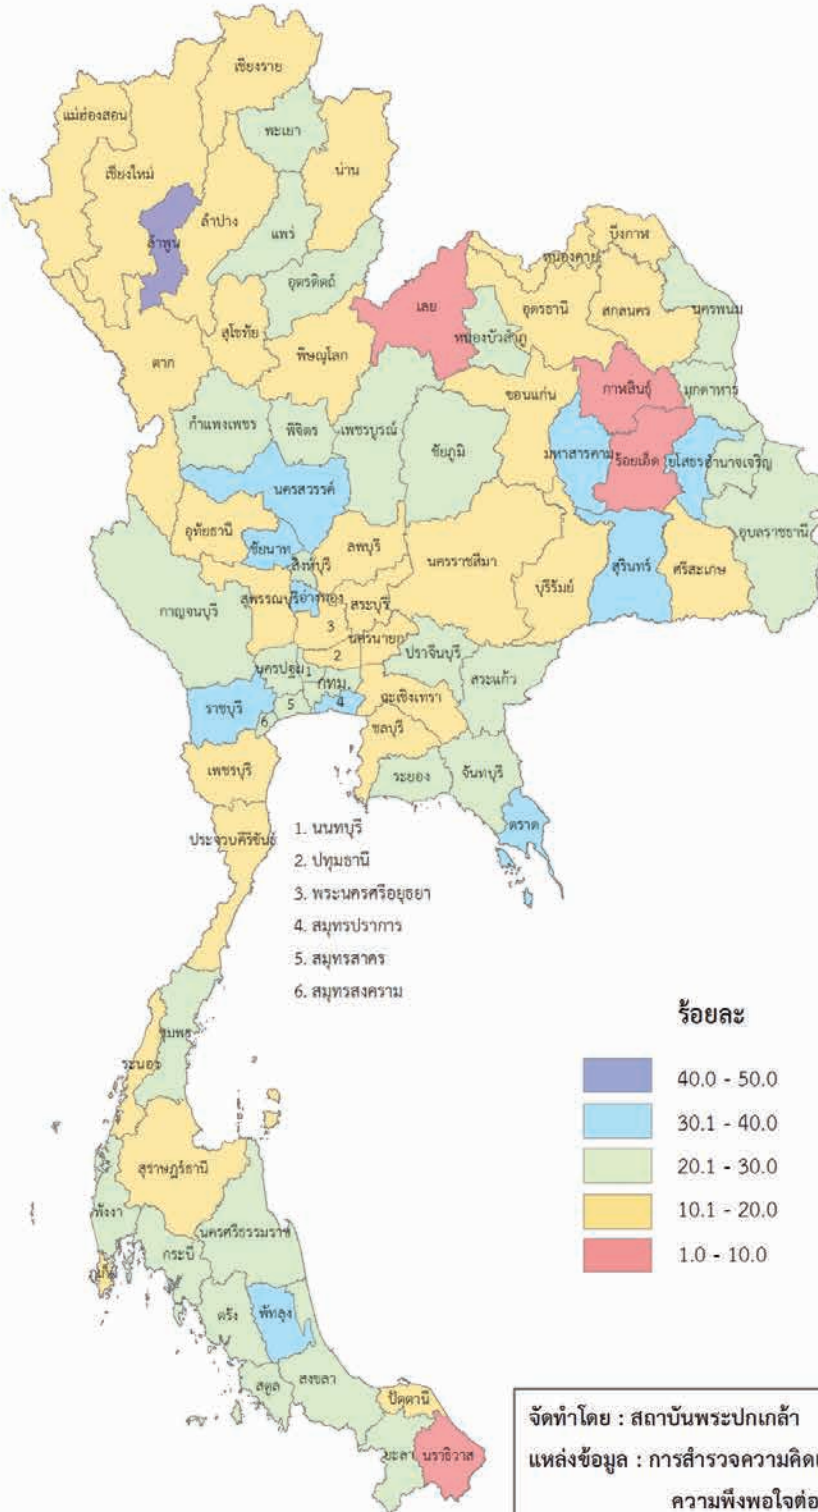 เชียงราย
แม่ฮ่องสอน
พะเยา
เชียงใหม่
น่าน
ลำปาง
ลำพูน
แพร่
บึงกาฬ
หนองคาย
อุตรดิตถ์
เลย
อุดรธานี
สกลนคร
นครพนม
สุโขทัย
หนองบัวลำภู
พิษณุโลก
ตาก
ขอนแก่น
กาฬสินธุ์
มุกดาหาร
กำแพงเพชร
พิจิตร
เพชรบูรณ์
ชัยภูมิ
มหาสารคาม
ร้อยเอ็ด
ยโสธร
อำนาจเจริญ
นครสวรรค์
อุทัยธานี
ชัยนาท
ลพบุรี
นครราชสีมา
อุบลราชธานี
สิงห์บุรี
บุรีรัมย์
สุรินทร์
ศรีสะเกษ
กาญจนบุรี
สุพรรณบุรี
อ่างทอง
สระบุรี
3
นครนายก
2
ปราจีนบุรี
นครปฐม
1
กทม.
สระแก้ว
ราชบุรี
5
4
6
ฉะเชิงเทรา
ชลบุรี
เพชรบุรี
ระยอง
จันทบุรี
ตราด
ประจวบคีรีขันธ์
1. นนทบุรี
2. ปทุมธานี
3. พระนครศรีอยุธยา
4. สมุทรปราการ
5. สมุทรสาคร
6. สมุทรสงคราม
ชุมพร
ระนอง
ร้อยละ
40.0 - 50.0
30.1 - 40.0
20.1 - 30.0
10.1 - 20.0
1.0 - 10.0
สุราษฎร์ธานี
พังงา
นครศรีธรรมราช
กระบี่
ภูเก็ต
ตรัง
พัทลุง
สตูล
สงขลา
ปัตตานี
ยะลา
นราธิวาส
จัดทำโดย : สถาบันพระปกเกล้า
แหล่งข้อมูล : การสำรวจความคิดเ
ความพึงพอใจต่อ